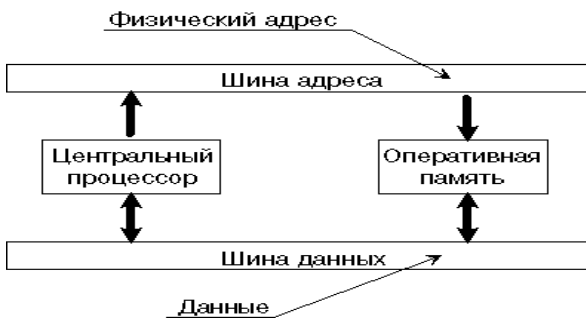 Физический адрес
Шина адреса
Центральный
процессор
Оперативная
память
Шина данных
Данные